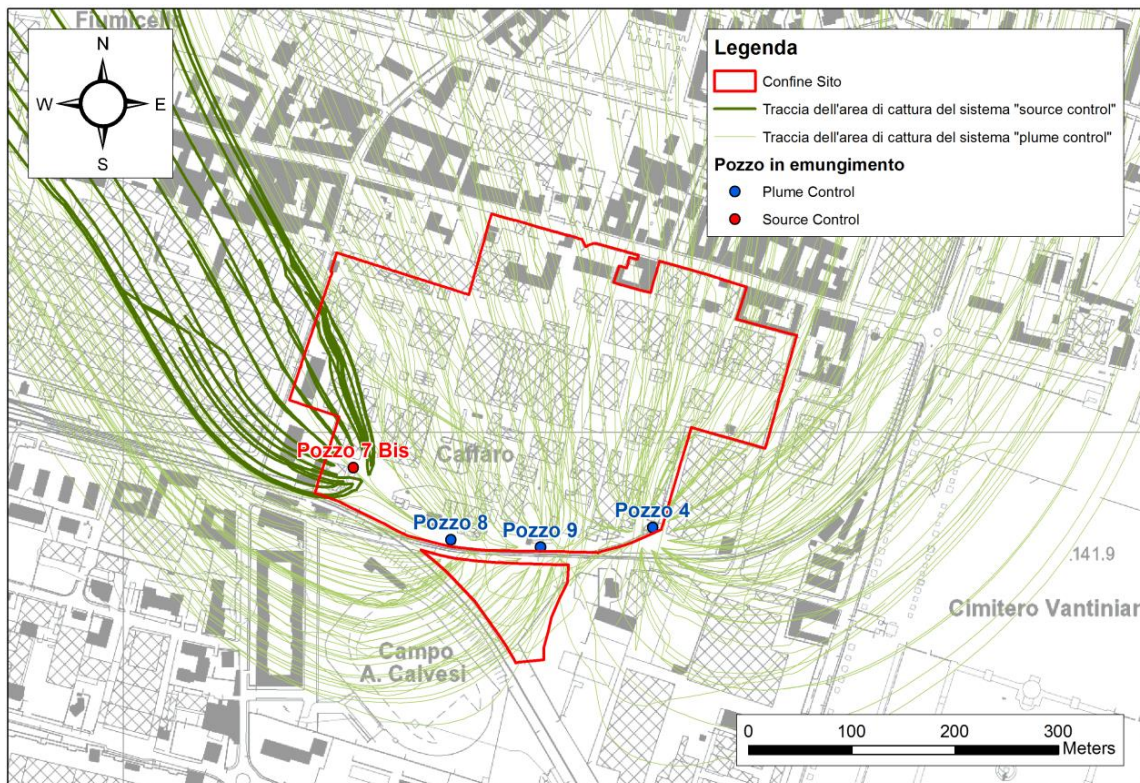 Fiumicello
N
W
E
S
Legenda
Confine Sito
Traccia dell'area di cattura del sistema "source control"
Traccia dell'area di cattura del sistema "plume control"
Pozzo in emungimento
Plume Control
Source Control
Pozzo 7 Bis
Caffaro
Pozzo 8
Pozzo 9
Pozzo 4
.141.9
Cimitero Vantinian
Campo
A. Calvesi
0 100 200 300
Meters